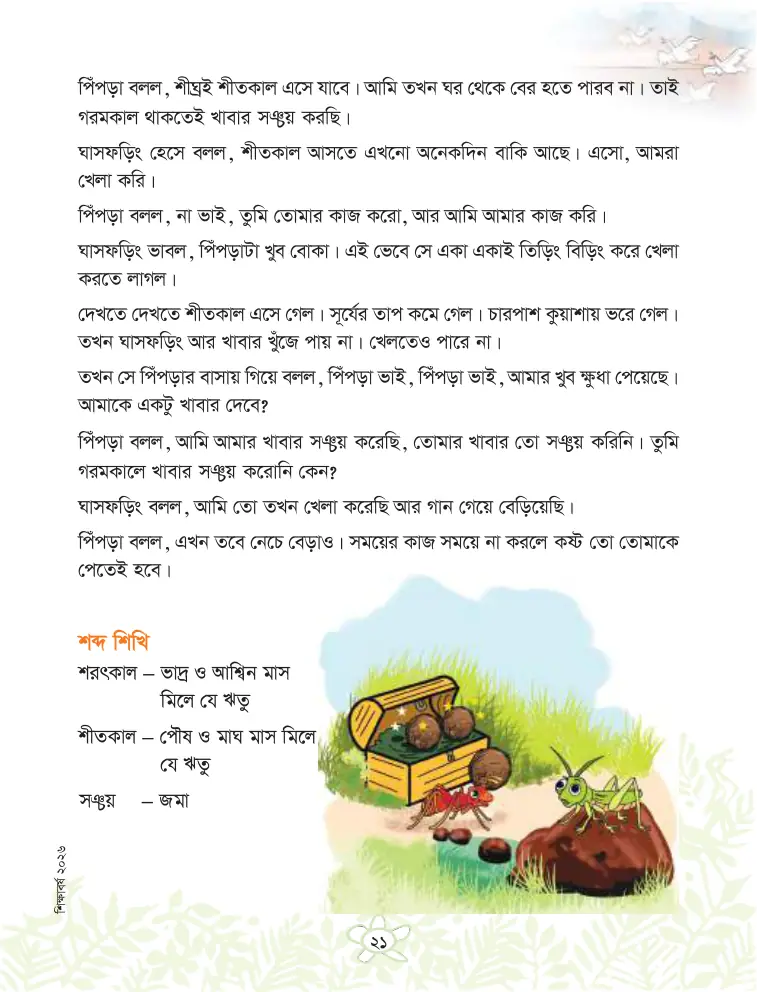 পিঁপড়া বলল, শীঘ্রই শীতকাল এসে যাবে। আমি তখন ঘর থেকে বের হতে পারব না। তাই
গরমকাল থাকতেই খাবার সঞ্চয় করছি।
ঘাসফড়িং হেসে বলল, শীতকাল আসতে এখনো অনেকদিন বাকি আছে। এসো, আমরা
খেলা করি।
পিঁপড়া বলল, না ভাই, তুমি তোমার কাজ করো, আর আমি আমার কাজ করি।
ঘাসফড়িং ভাবল, পিঁপড়াটা খুব বোকা। এই ভেবে সে একা একাই তিড়িং বিড়িং করে খেলা
করতে লাগল।
দেখতে দেখতে শীতকাল এসে গেল। সূর্যের তাপ কমে গেল। চারপাশ কুয়াশায় ভরে গেল।
তখন ঘাসফড়িং আর খাবার খুঁজে পায় না। খেলতেও পারে না।
তখন সে পিঁপড়ার বাসায় গিয়ে বলল, পিঁপড়া ভাই, পিঁপড়া ভাই, আমার খুব ক্ষুধা পেয়েছে।
আমাকে একটু খাবার দেবে?
পিঁপড়া বলল, আমি আমার খাবার সঞ্চয় করেছি, তোমার খাবার তো সঞ্চয় করিনি। তুমি
গরমকালে খাবার সঞ্চয় করোনি কেন?
ঘাসফড়িং বলল, আমি তো তখন খেলা করেছি আর গান গেয়ে বেড়িয়েছি।
পিঁপড়া বলল, এখন তবে নেচে বেড়াও। সময়ের কাজ সময়ে না করলে কষ্ট তো তোমাকে
পেতেই হবে।
শব্দ শিখি
শরৎকাল – ভাদ্র ও আশ্বিন মাস
মিলে যে ঋতু
শীতকাল – পৌষ ও মাঘ মাস মিলে
যে ঋতু
সঞ্চয় – জমা
শিক্ষাবর্ষ ২০২৬
২১